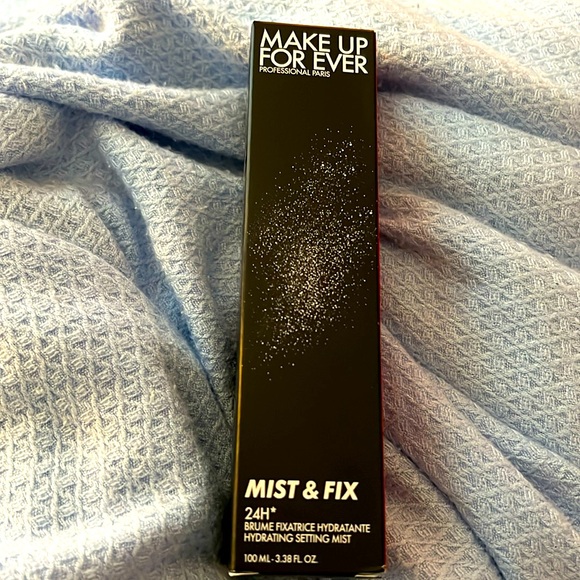 MAKE UP
FOR EVER
PROFESSIONAL PARIS
MIST & FIX
24H*
BRUME FIXATRICE HYDRATANTE
HYDRATING SETTING MIST
100 ML - 3.38 FL. OZ.